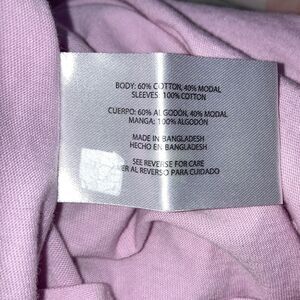 BODY: 60% COTTON, 40% MODAL
SLEEVES: 100% COTTON
CUERPO: 60% ALGODÓN, 40% MODAL
MANGA: 100% ALGODÓN
MADE IN BANGLADESH
HECHO EN BANGLADESH
SEE REVERSE FOR CARE
VER AL REVERSO PARA CUIDADO